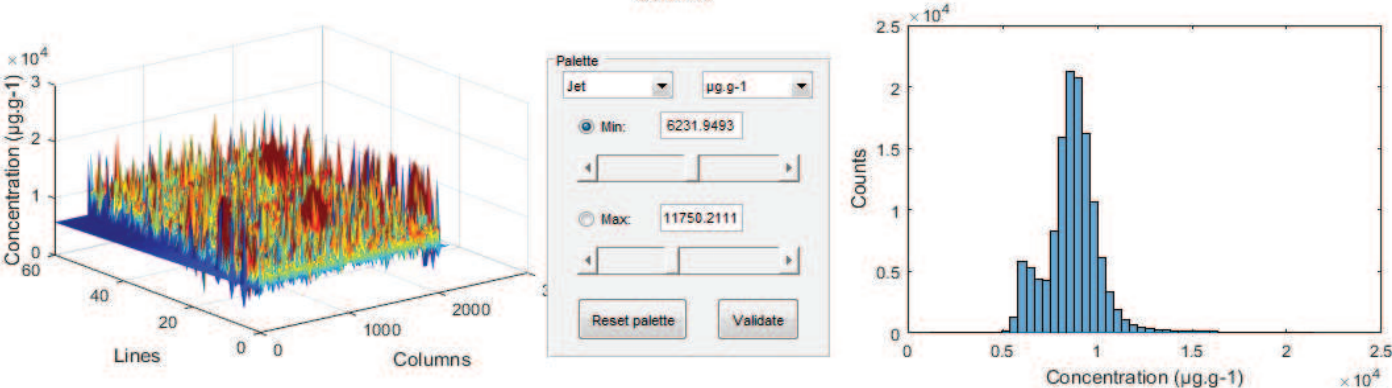 × 10⁴
3
2
1
0
Concentration (µg.g-1)
60
40
20
0
Lines
0
1000
2000
Columns
Palette
Jet
µg.g-1
Min:
6231.9493
Max:
11750.2111
Reset palette
Validate
× 10⁴
2.5
2
1.5
1
0.5
0
Counts
0
0.5
1
1.5
2
2.5
Concentration (µg.g-1)
× 10⁴